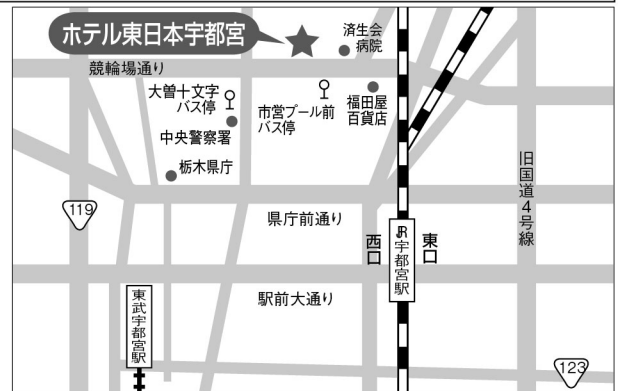 ホテル東日本宇都宮
済生会
病院
競輪場通り
大曽十文字
バス停
市営プール前
バス停
福田屋
百貨店
中央警察署
栃木県庁
旧国道4号線
119
県庁前通り
西口
JR宇都宮駅
東口
駅前大通り
東武宇都宮駅
123